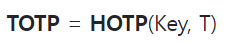 TOTP = HOTP(Key, T)